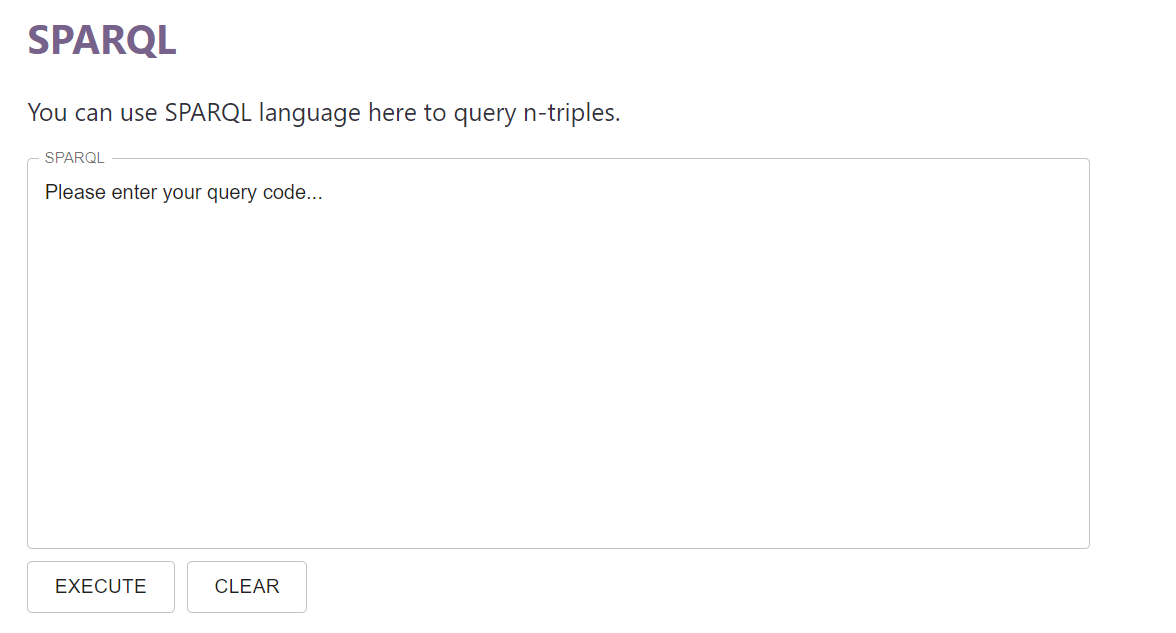 SPARQL
You can use SPARQL language here to query n-triples.
SPARQL
Please enter your query code...
EXECUTE CLEAR